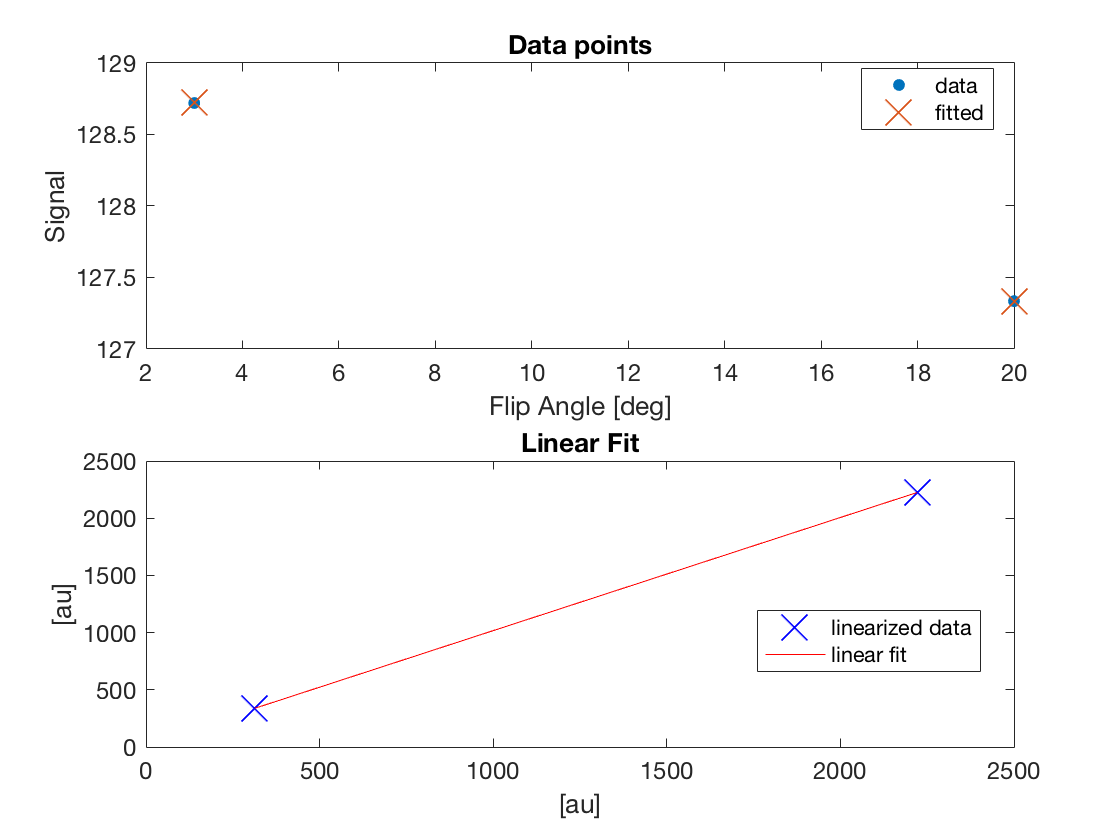 Data points
129
128.5
128
127.5
127
Signal
data
fitted
2 4 6 8 10 12 14 16 18 20
Flip Angle [deg]
Linear Fit
2500
2000
1500
1000
500
0
[au]
linearized data
linear fit
0 500 1000 1500 2000 2500
[au]